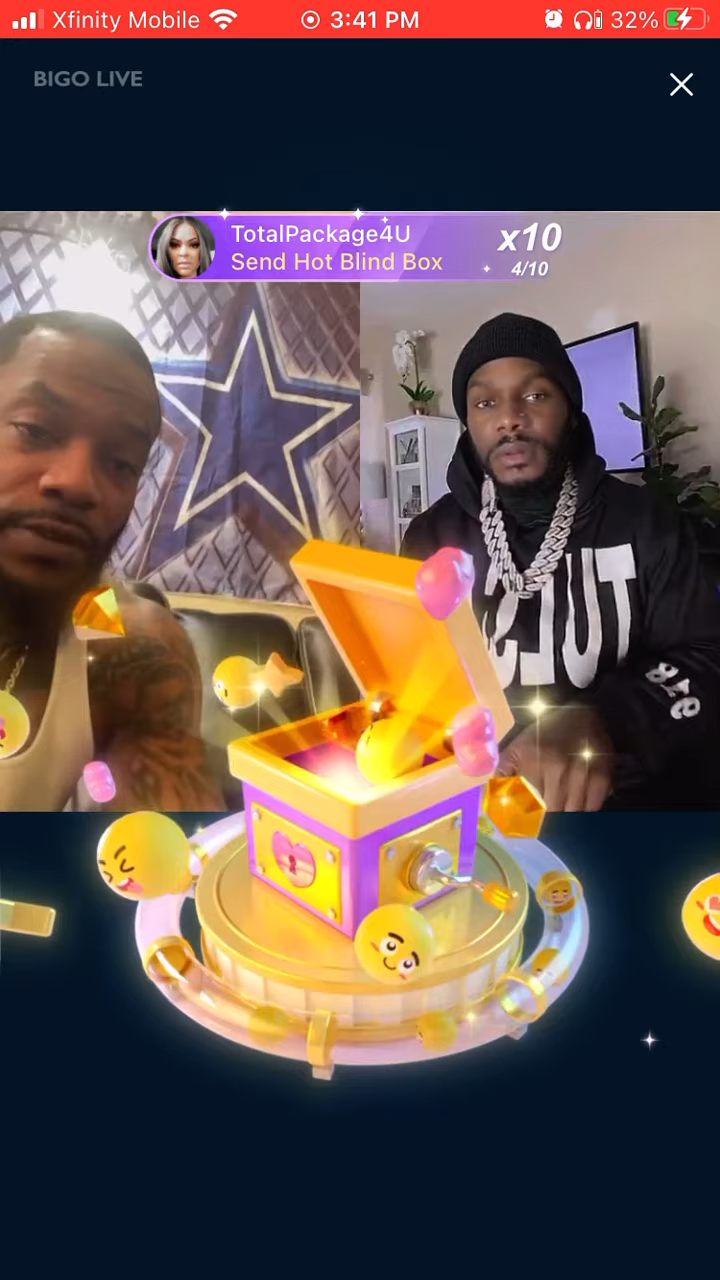 Xfinity Mobile 3:41 PM 32%
BIGO LIVE
TotalPackage4U
Send Hot Blind Box
x10
4/10